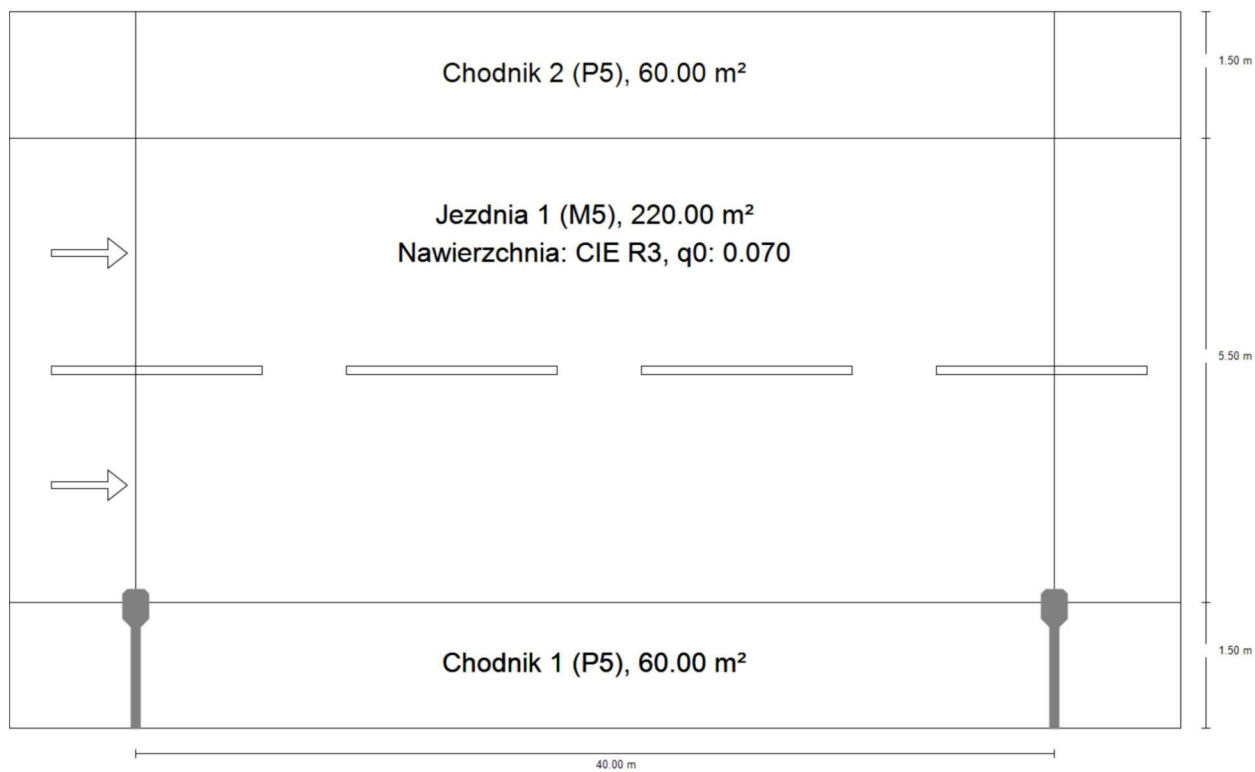 Chodnik 2 (P5), 60.00 m²
1.50 m
Jezdnia 1 (M5), 220.00 m²
Nawierzchnia: CIE R3, q0: 0.070
5.50 m
Chodnik 1 (P5), 60.00 m²
1.50 m
40.00 m